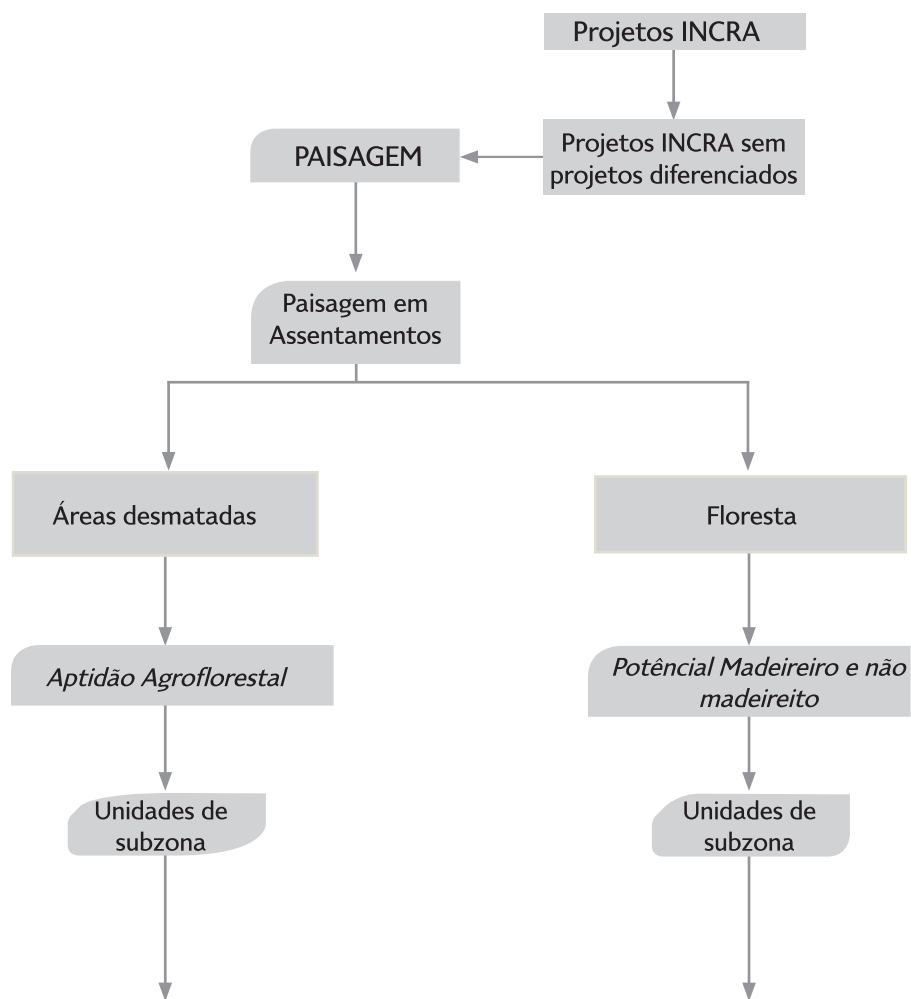 Projetos INCRA
Projetos INCRA sem
projetos diferenciados
PAISAGEM
Paisagem em
Assentamentos
Áreas desmatadas
Floresta
Aptidão Agroflorestal
Potêncial Madeireiro e não
madeireito
Unidades de
subzona
Unidades de
subzona